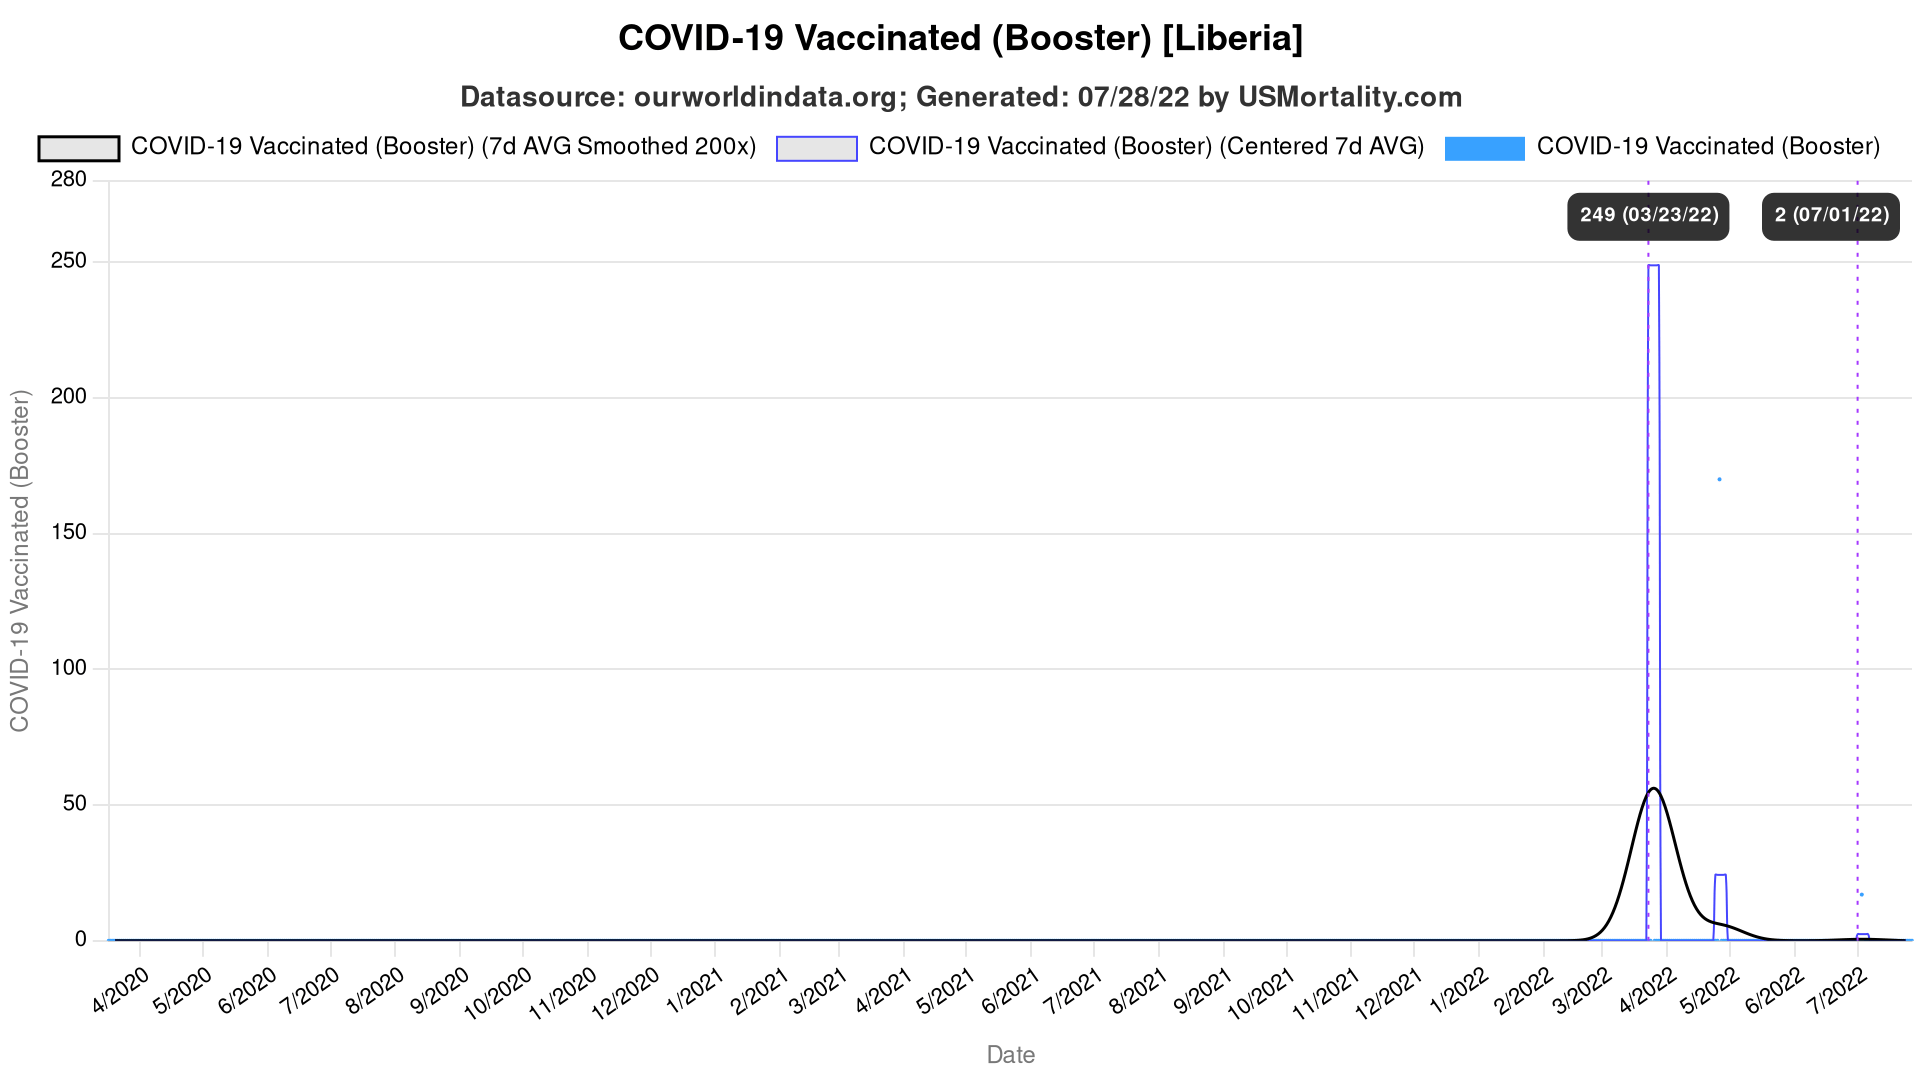 COVID-19 Vaccinated (Booster) [Liberia]
Datasource: ourworldindata.org; Generated: 07/28/22 by USMortality.com
COVID-19 Vaccinated (Booster) (7d AVG Smoothed 200x) COVID-19 Vaccinated (Booster) (Centered 7d AVG) COVID-19 Vaccinated (Booster)
280
249 (03/23/22) 2 (07/01/22)
250
200
150
100
50
0
COVID-19 Vaccinated (Booster)
4/2020 5/2020 6/2020 7/2020 8/2020 9/2020 10/2020 11/2020 12/2020 1/2021 2/2021 3/2021 4/2021 5/2021 6/2021 7/2021 8/2021 9/2021 10/2021 11/2021 12/2021 1/2022 2/2022 3/2022 4/2022 5/2022 6/2022 7/2022
Date